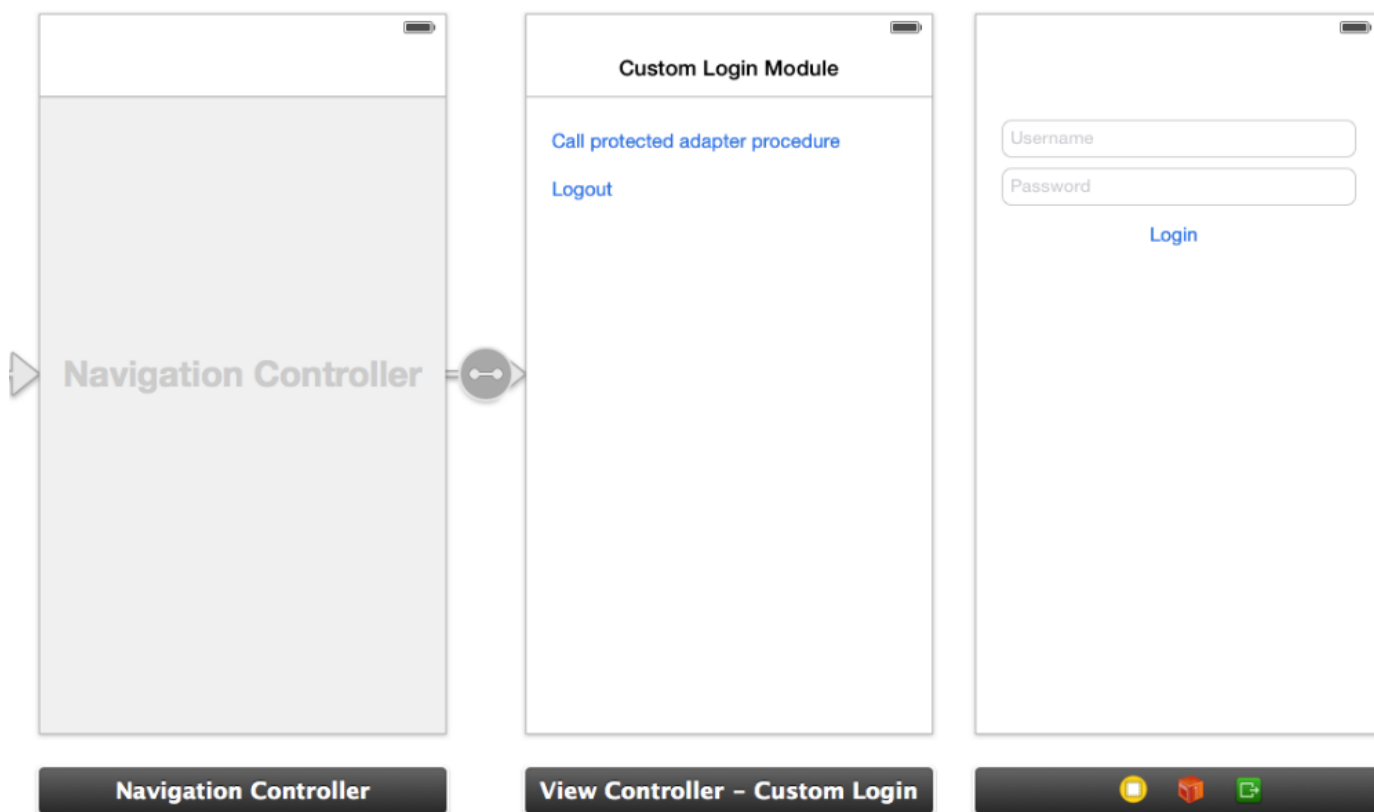 Navigation Controller
Navigation Controller
Custom Login Module
Call protected adapter procedure
Logout
View Controller – Custom Login
Username
Password
Login